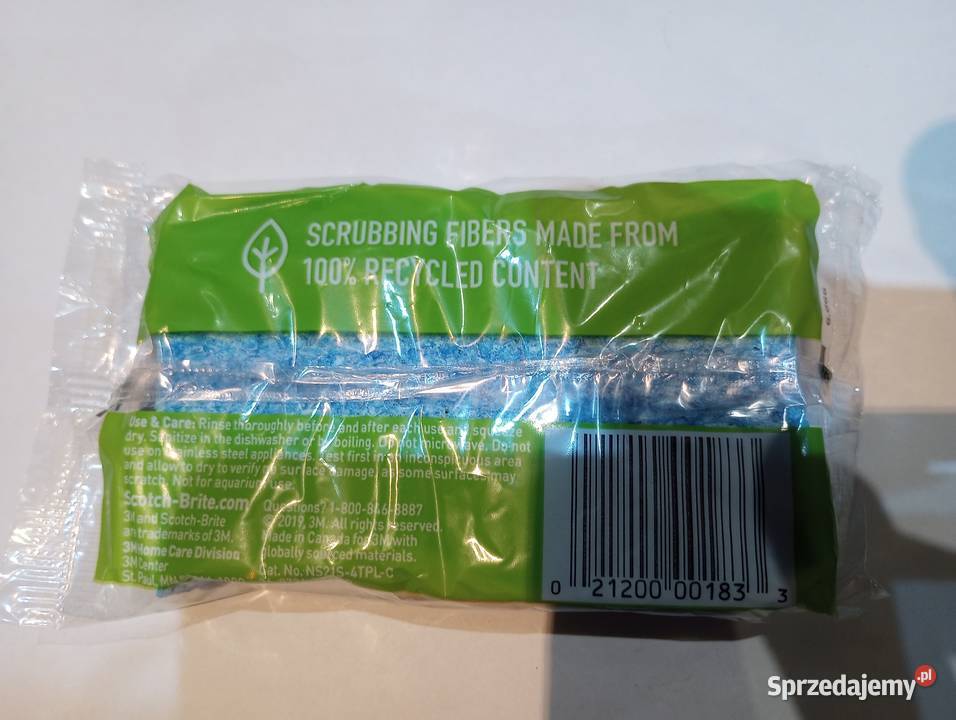 SCRUBBING FIBERS MADE FROM
100% RECYCLED CONTENT
Use & Care: Rinse thoroughly before and after each use and squeeze
dry. Sanitize in the dishwasher or by boiling. Do not microwave. Do not
use on stainless steel appliances. Test first in an inconspicuous area
and allow to dry to verify no surface damage, as some surfaces may
scratch. Not for aquarium use.
Scotch-Brite.com
3M and Scotch-Brite
are trademarks of 3M.
3M Home Care Division
3M Center
St. Paul, MN
Questions? 1-800-846-8887
© 2019, 3M. All rights reserved.
Made in Canada for 3M with
globally sourced materials.
Cat. No. NS21S-4TPL-C
0 21200 00183 3
Sprzedajemy.pl